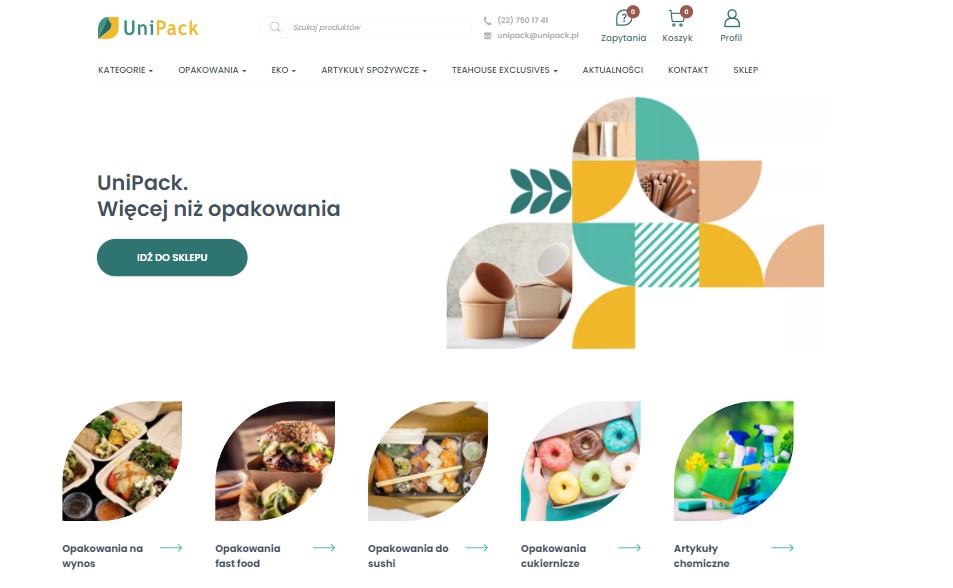 UniPack
Szukaj produktów
(22) 750 17 41
unipack@unipack.pl
0
Zapytania
0
Koszyk
Profil
KATEGORIE
OPAKOWANIA
EKO
ARTYKUŁY SPOŻYWCZE
TEAHOUSE EXCLUSIVES
AKTUALNOŚCI
KONTAKT
SKLEP
UniPack.
Więcej niż opakowania
IDŹ DO SKLEPU
Opakowania na
wynos
Opakowania
fast food
Opakowania do
sushi
Opakowania
cukiernicze
Artykuły
chemiczne